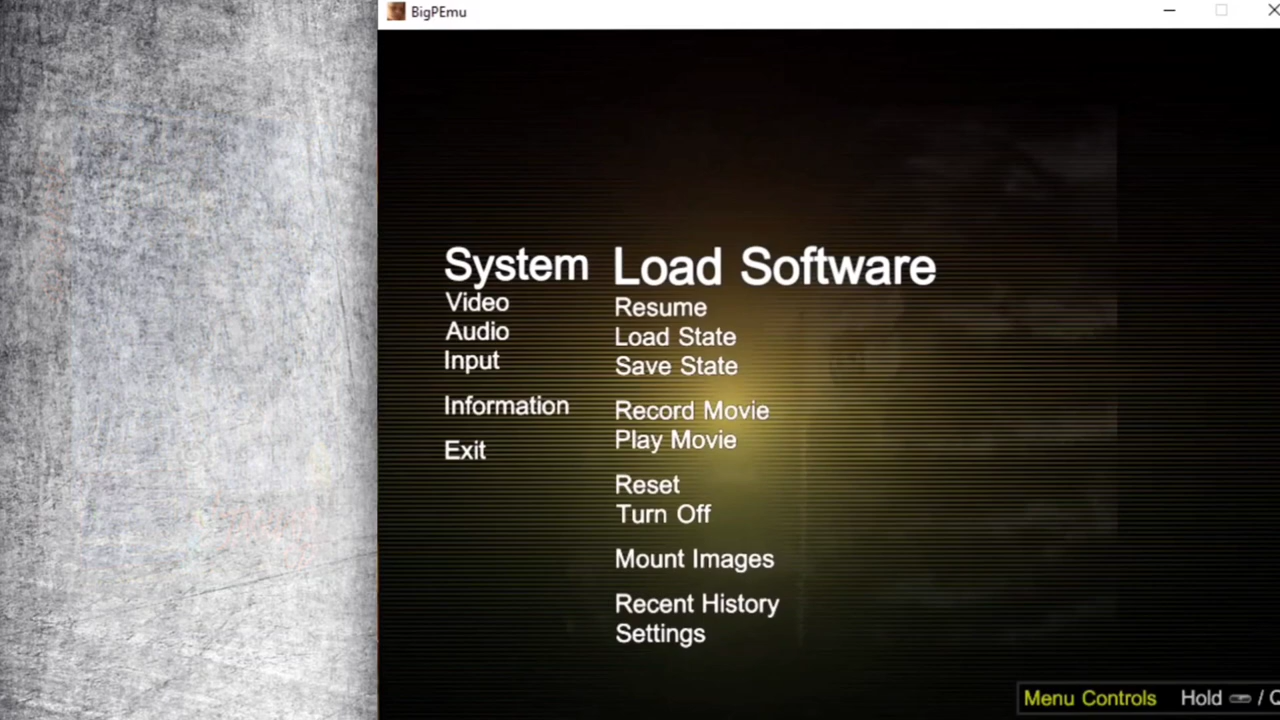 BigPEmu
System
Video
Audio
Input
Information
Exit
Load Software
Resume
Load State
Save State
Record Movie
Play Movie
Reset
Turn Off
Mount Images
Recent History
Settings
Menu Controls Hold / C